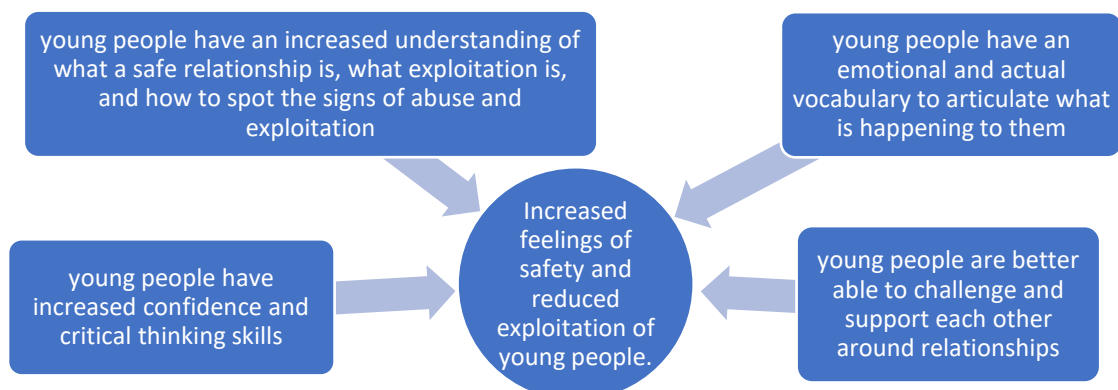 young people have an increased understanding of
what a safe relationship is, what exploitation is,
and how to spot the signs of abuse and
exploitation
young people have an
emotional and actual
vocabulary to articulate what
is happening to them
Increased
feelings of
safety and
reduced
exploitation of
young people.
young people have
increased confidence and
critical thinking skills
young people are better
able to challenge and
support each other
around relationships